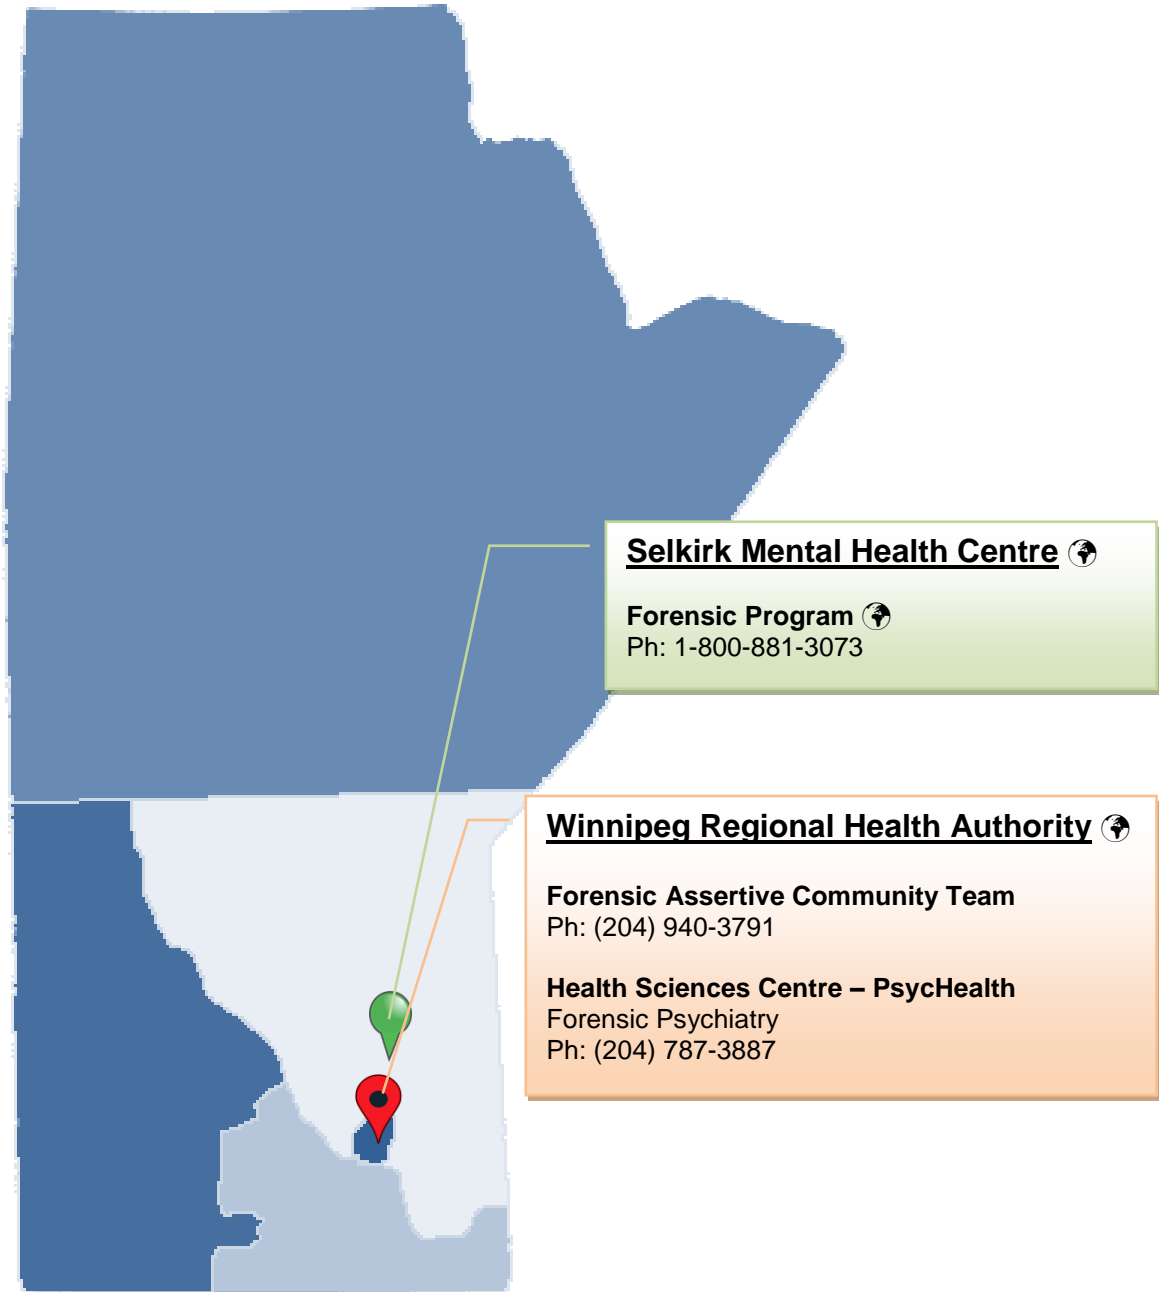 Selkirk Mental Health Centre
Forensic Program
Ph: 1-800-881-3073
Winnipeg Regional Health Authority
Forensic Assertive Community Team
Ph: (204) 940-3791
Health Sciences Centre – PsycHealth
Forensic Psychiatry
Ph: (204) 787-3887